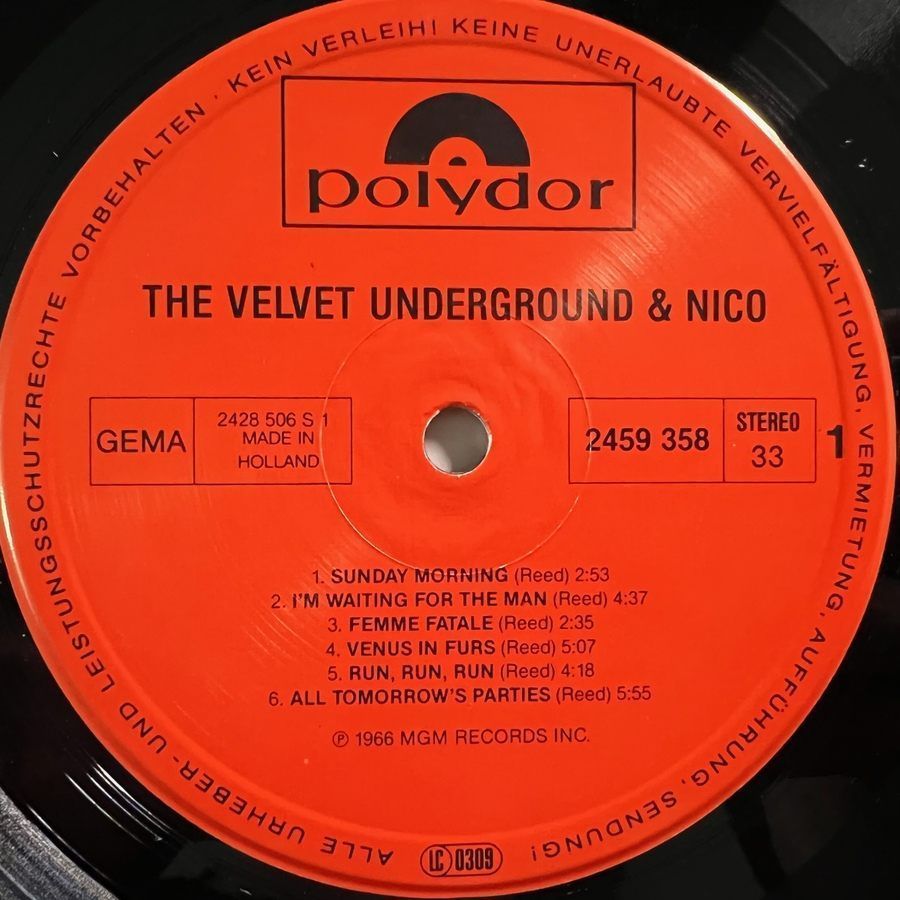 ALLE URHEBER- UND LEISTUNGSSCHUTZRECHTE VORBEHALTEN · KEIN VERLEIH! KEINE UNERLAUBTE VERVIELFÄLTIGUNG, VERMIETUNG, AUFFÜHRUNG, SENDUNG!
polydor
THE VELVET UNDERGROUND & NICO
GEMA
2428 506 S 1
MADE IN
HOLLAND
2459 358
STEREO
33
1
1. SUNDAY MORNING (Reed) 2:53
2. I'M WAITING FOR THE MAN (Reed) 4:37
3. FEMME FATALE (Reed) 2:35
4. VENUS IN FURS (Reed) 5:07
5. RUN, RUN, RUN (Reed) 4:18
6. ALL TOMORROW'S PARTIES (Reed) 5:55
℗ 1966 MGM RECORDS INC.
LC 0309